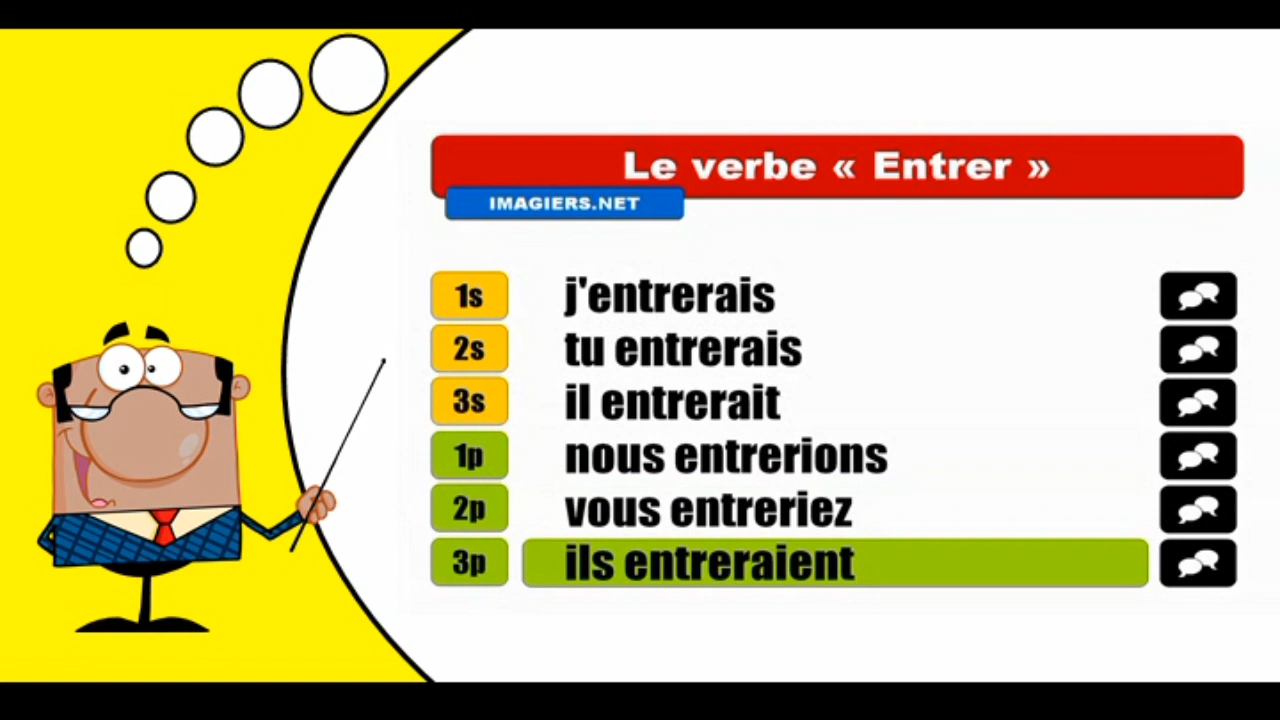 Le verbe « Entrer »
IMAGIERS.NET
1s j'entrerais
2s tu entrerais
3s il entrerait
1p nous entrerions
2p vous entreriez
3p ils entreraient